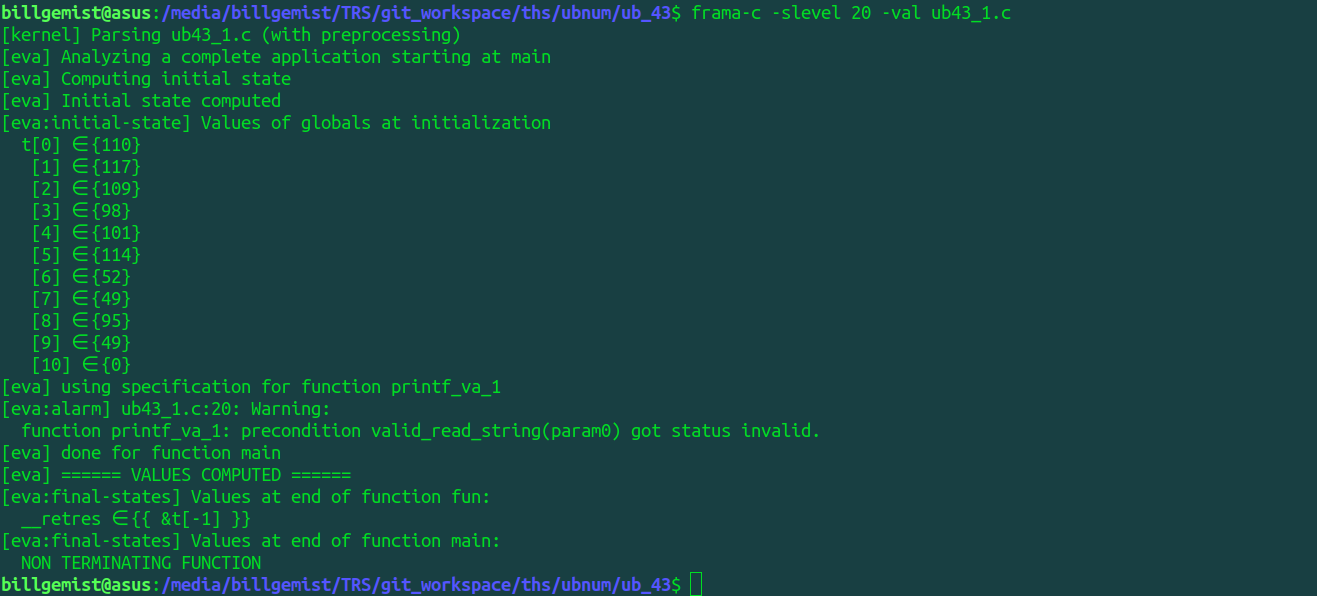 billgemist@asus:/media/billgemist/TRS/git_workspace/ths/ubnum/ub_43$ frama-c -slevel 20 -val ub43_1.c
[kernel] Parsing ub43_1.c (with preprocessing)
[eva] Analyzing a complete application starting at main
[eva] Computing initial state
[eva] Initial state computed
[eva:initial-state] Values of globals at initialization
  t[0] ∈{110}
   [1] ∈{117}
   [2] ∈{109}
   [3] ∈{98}
   [4] ∈{101}
   [5] ∈{114}
   [6] ∈{52}
   [7] ∈{49}
   [8] ∈{95}
   [9] ∈{49}
   [10] ∈{0}
[eva] using specification for function printf_va_1
[eva:alarm] ub43_1.c:20: Warning:
  function printf_va_1: precondition valid_read_string(param0) got status invalid.
[eva] done for function main
[eva] ====== VALUES COMPUTED ======
[eva:final-states] Values at end of function fun:
  __retres ∈{{ &t[-1] }}
[eva:final-states] Values at end of function main:
  NON TERMINATING FUNCTION
billgemist@asus:/media/billgemist/TRS/git_workspace/ths/ubnum/ub_43$